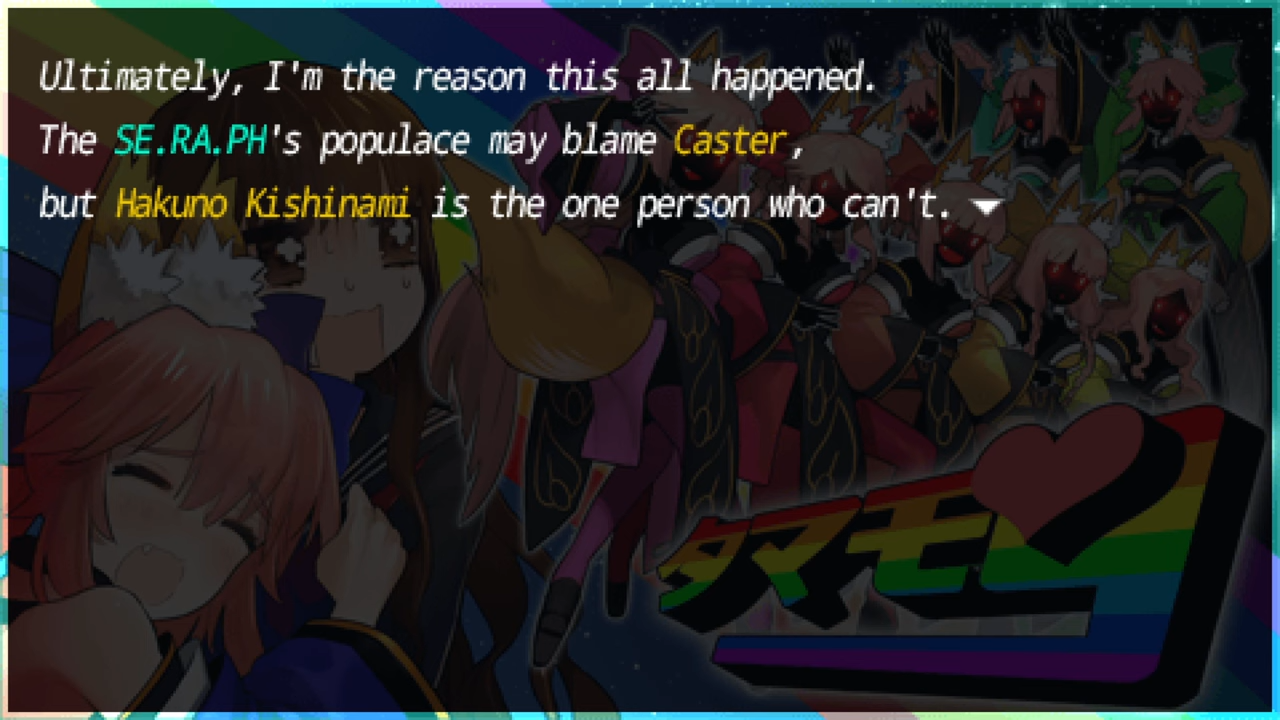 Ultimately, I'm the reason this all happened.
The SE.RA.PH's populace may blame Caster,
but Hakuno Kishinami is the one person who can't.
タマモ